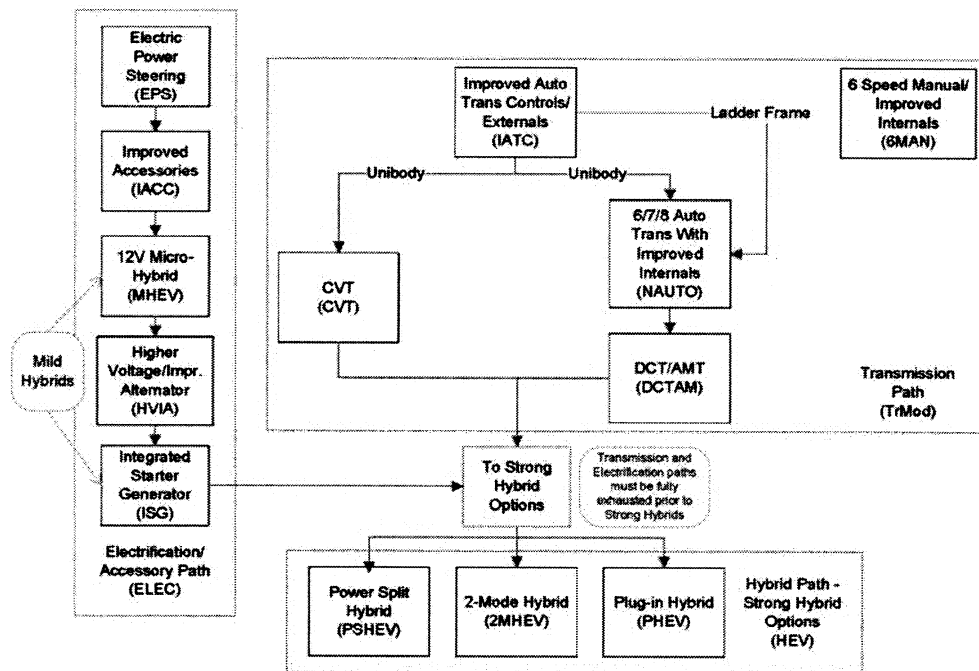 Electric
Power
Steering
(EPS)
Improved
Accessories
(IACC)
12V Micro-
Hybrid
(MHEV)
Mild
Hybrids
Higher
Voltage/Impr.
Alternator
(HVIA)
Integrated
Starter
Generator
(ISG)
Electrification/
Accessory Path
(ELEC)
Improved Auto
Trans Controls/
Externals
(IATC)
Ladder Frame
6 Speed Manual/
Improved
Internals
(6MAN)
Unibody
Unibody
CVT
(CVT)
6/7/8 Auto
Trans With
Improved
Internals
(NAUTO)
DCT/AMT
(DCTAM)
Transmission
Path
(TrMod)
To Strong
Hybrid
Options
Transmission and
Electrification paths
must be fully
exhausted prior to
Strong Hybrids
Power Split
Hybrid
(PSHEV)
2-Mode Hybrid
(2MHEV)
Plug-in Hybrid
(PHEV)
Hybrid Path -
Strong Hybrid
Options
(HEV)